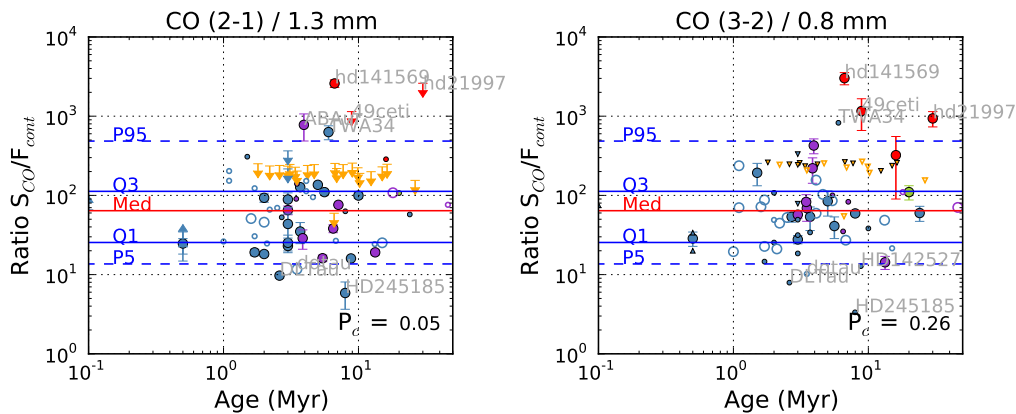 CO (2-1) / 1.3 mm
CO (3-2) / 0.8 mm
Ratio S_CO/F_cont
10^4
10^3
10^2
10^1
10^0
P95
Q3
Med
Q1
P5
hd141569
hd21997
49ceti
ABAur
TWA34
dotau
DLTau
HD245185
P_c = 0.05
10^-1
10^0
10^1
Age (Myr)
Ratio S_CO/F_cont
10^4
10^3
10^2
10^1
10^0
P95
Q3
Med
Q1
P5
hd141569
49ceti
TWA34
hd21997
HD142527
dotau
DLTau
HD245185
P_c = 0.26
10^-1
10^0
10^1
Age (Myr)